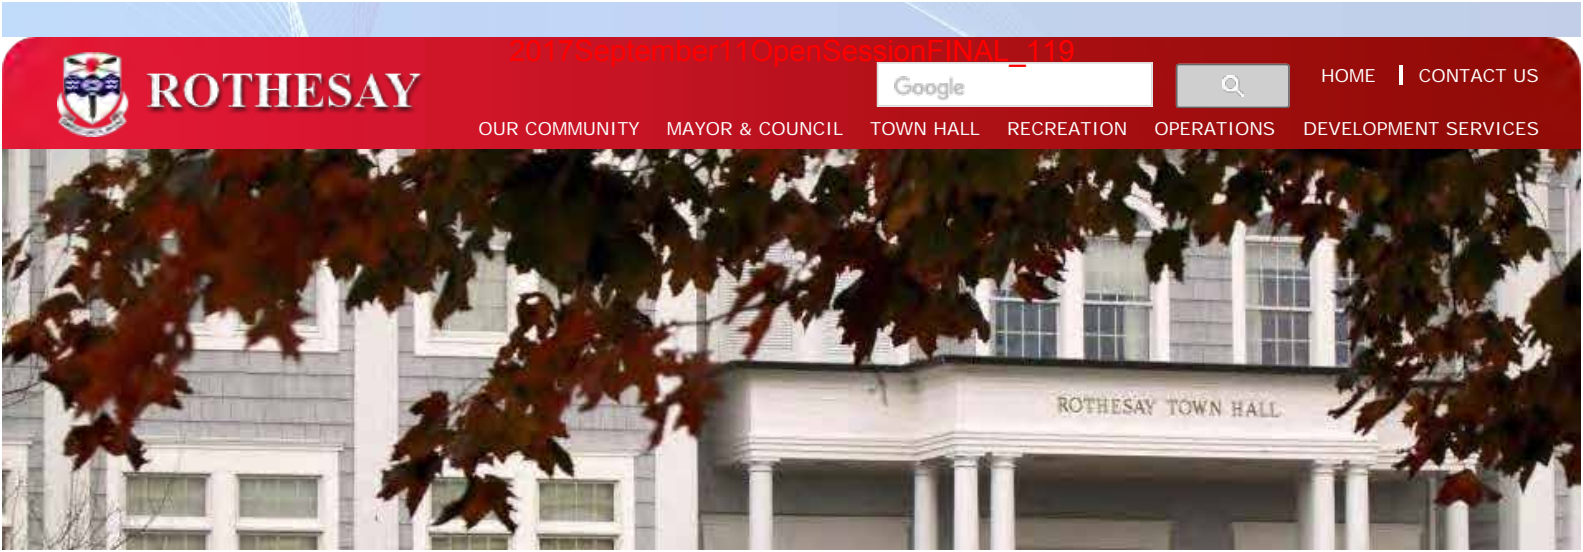 2017September11OpenSessionFINAL_119
ROTHESAY
Google
HOME CONTACT US
OUR COMMUNITY MAYOR & COUNCIL TOWN HALL RECREATION OPERATIONS DEVELOPMENT SERVICES
ROTHESAY TOWN HALL